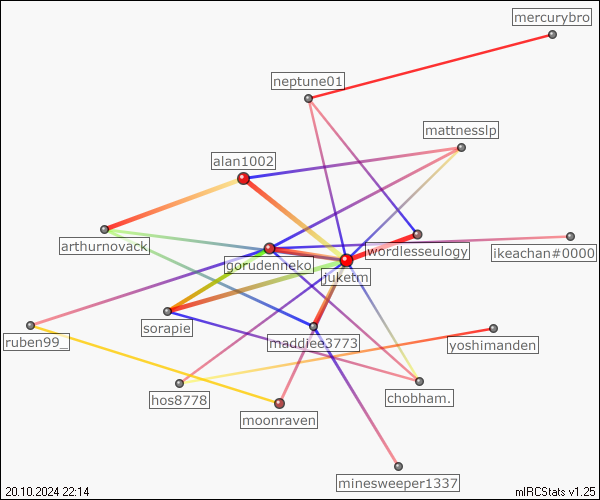 mercurybro
neptune01
mattnesslp
alan1002
arthurnovack
wordlesseulogy
ikeachan#0000
gorudenneko
juketm
sorapie
ruben99_
maddiee3773
yoshimanden
hos8778
chobham.
moonraven
minesweeper1337
20.10.2024 22:14
mIRCStats v1.25